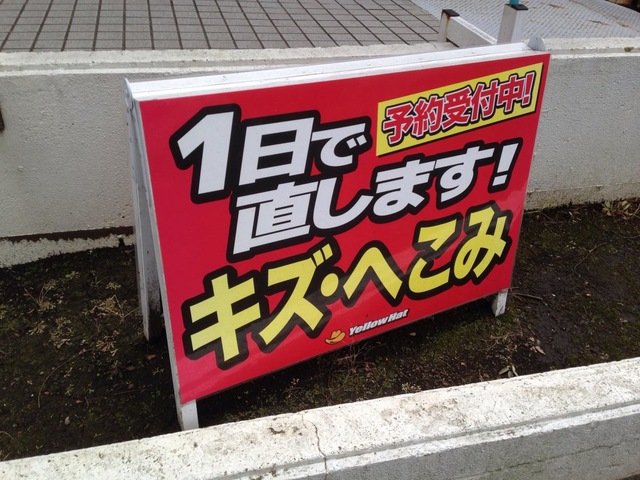 予約受付中!
1日で
直します!
キズ・へこみ
YellowHat